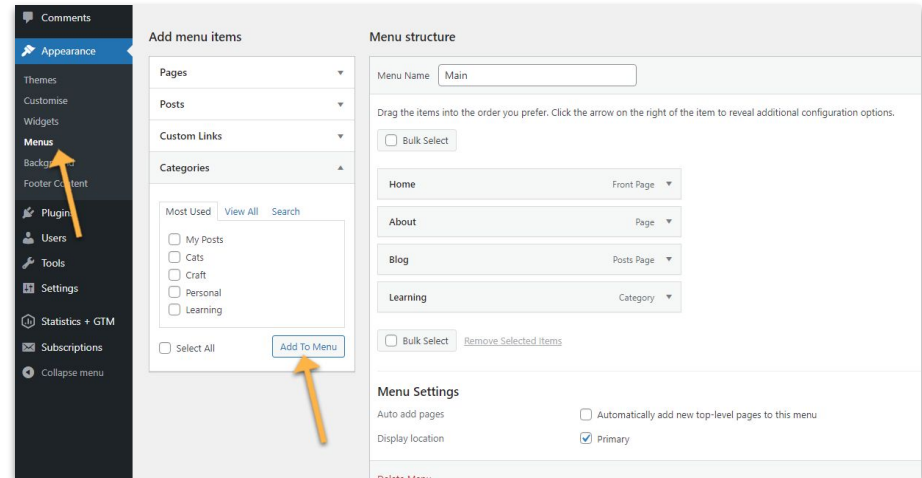 Comments
Appearance
Themes
Customise
Widgets
Menus
Background
Footer Content
Plugins
Users
Tools
Settings
Statistics + GTM
Subscriptions
Collapse menu
Add menu items
Pages
Posts
Custom Links
Categories
Most Used View All Search
My Posts
Cats
Craft
Personal
Learning
Select All Add To Menu
Menu structure
Menu Name Main
Drag the items into the order you prefer. Click the arrow on the right of the item to reveal additional configuration options.
Bulk Select
Home Front Page
About Page
Blog Posts Page
Learning Category
Bulk Select Remove Selected Items
Menu Settings
Auto add pages Automatically add new top-level pages to this menu
Display location Primary
Delete Menu